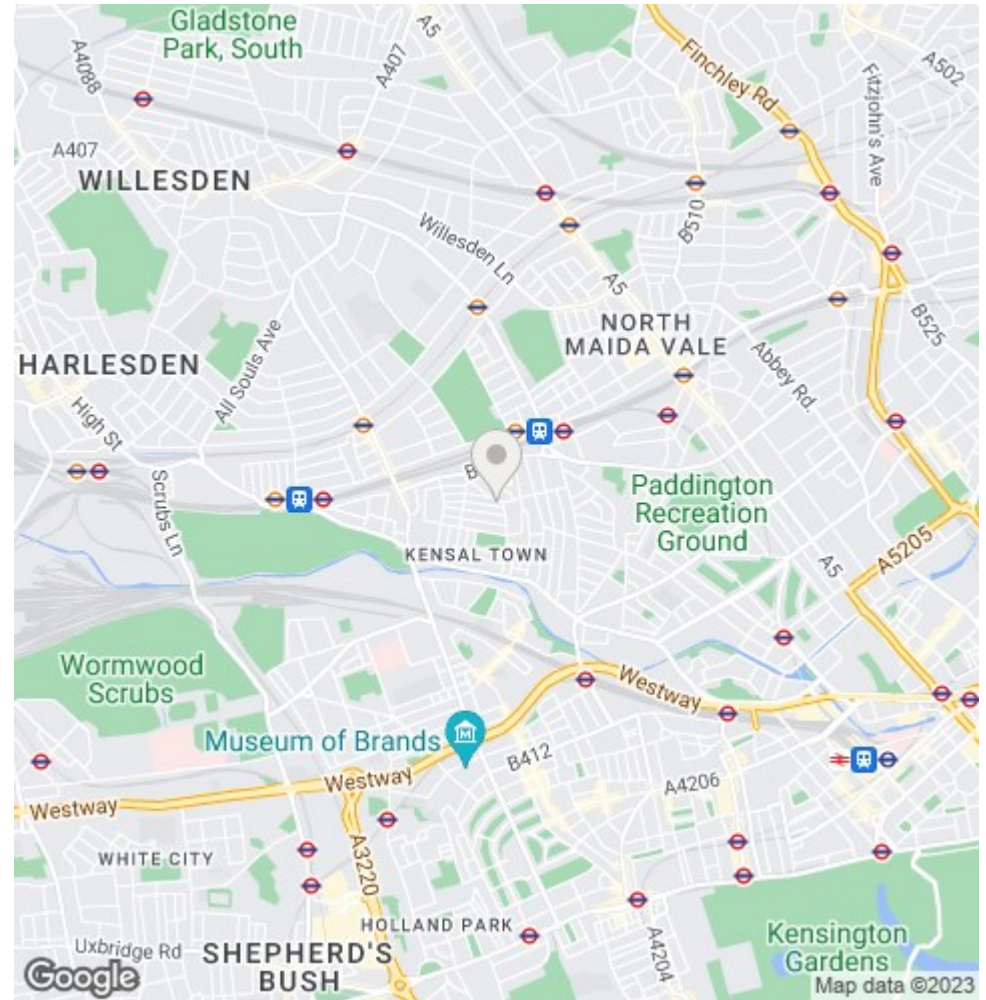 Gladstone
Park, South
A5
A407
A4088
Finchley Rd
A502
Fitzjohn's Ave
A407
WILLESDEN
B510
Willesden Ln
A5
NORTH
MAIDA VALE
B525
All Souls Ave
Abbey Rd.
HARLESDEN
High St
B
Scrubs Ln
Paddington
Recreation
Ground
KENSAL TOWN
A5
A5205
Wormwood
Scrubs
Westway
Museum of Brands
M
B412
A4206
Westway
Westway
WHITE CITY
A3220
HOLLAND PARK
A4204
Uxbridge Rd
SHEPHERD'S
BUSH
Kensington
Gardens
Google
Map data ©2023